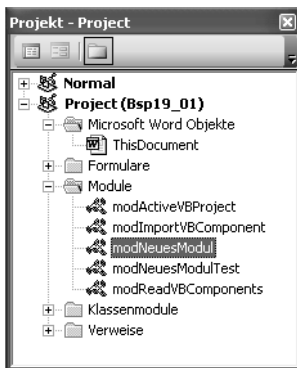 Projekt - Project
Normal
Project (Bsp19_01)
Microsoft Word Objekte
ThisDocument
Formulare
Module
modActiveVBProject
modImportVBComponent
modNeuesModul
modNeuesModulTest
modReadVBComponents
Klassenmodule
Verweise